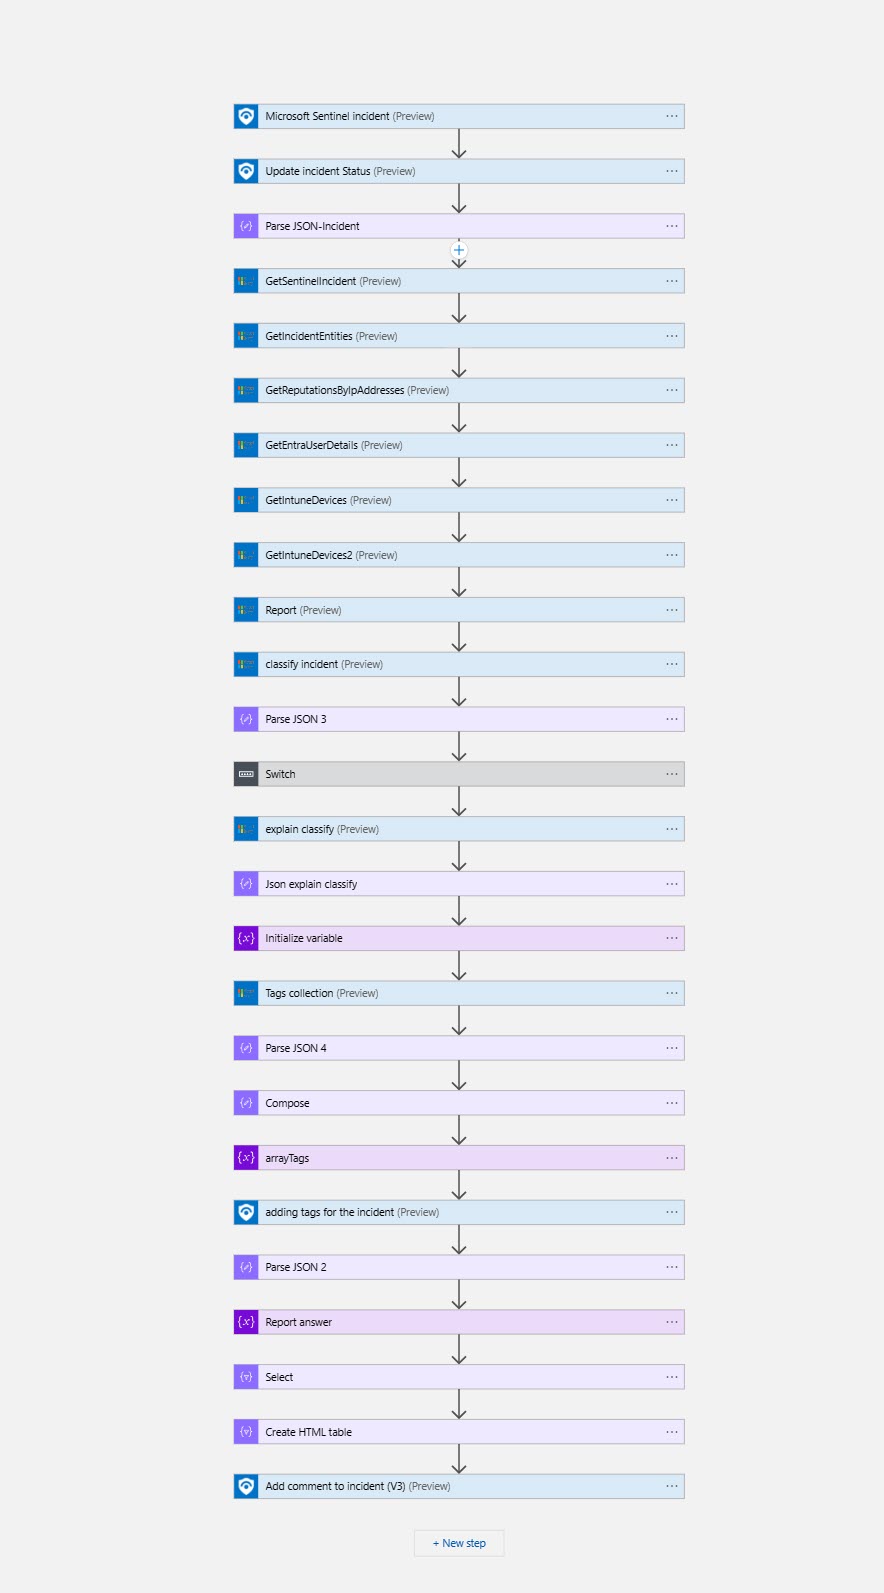 Microsoft Sentinel incident (Preview)
Update incident Status (Preview)
Parse JSON-Incident
GetSentinelIncident (Preview)
GetIncidentEntities (Preview)
GetReputationsByIpAddresses (Preview)
GetEntraUserDetails (Preview)
GetIntuneDevices (Preview)
GetIntuneDevices2 (Preview)
Report (Preview)
classify incident (Preview)
Parse JSON 3
Switch
explain classify (Preview)
Json explain classify
{x} Initialize variable
Tags collection (Preview)
Parse JSON 4
Compose
{x} arrayTags
adding tags for the incident (Preview)
Parse JSON 2
{x} Report answer
Select
Create HTML table
Add comment to incident (V3) (Preview)
+ New step